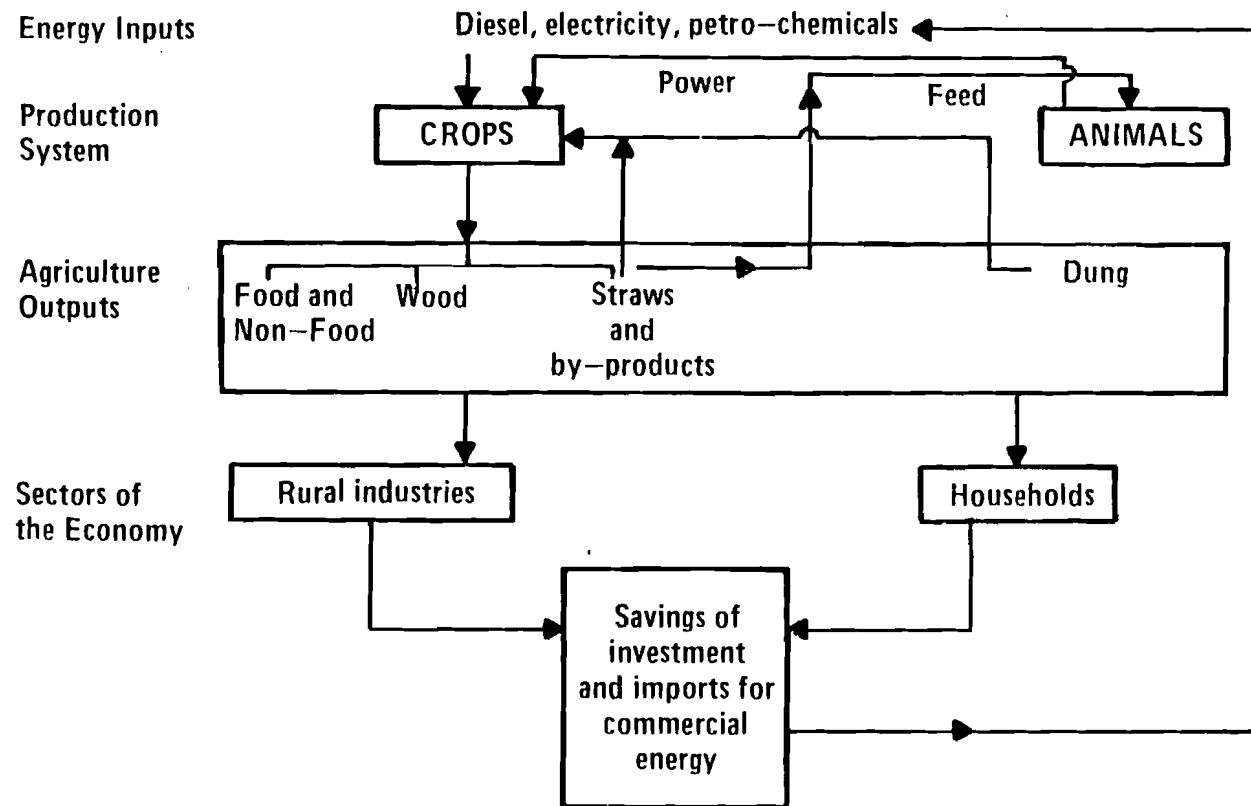 Energy Inputs
Diesel, electricity, petro–chemicals
Power
Feed
Production
System
CROPS
ANIMALS
Agriculture
Outputs
Food and
Non–Food
Wood
Straws
and
by–products
Dung
Sectors of
the Economy
Rural industries
Households
Savings of
investment
and imports for
commercial
energy